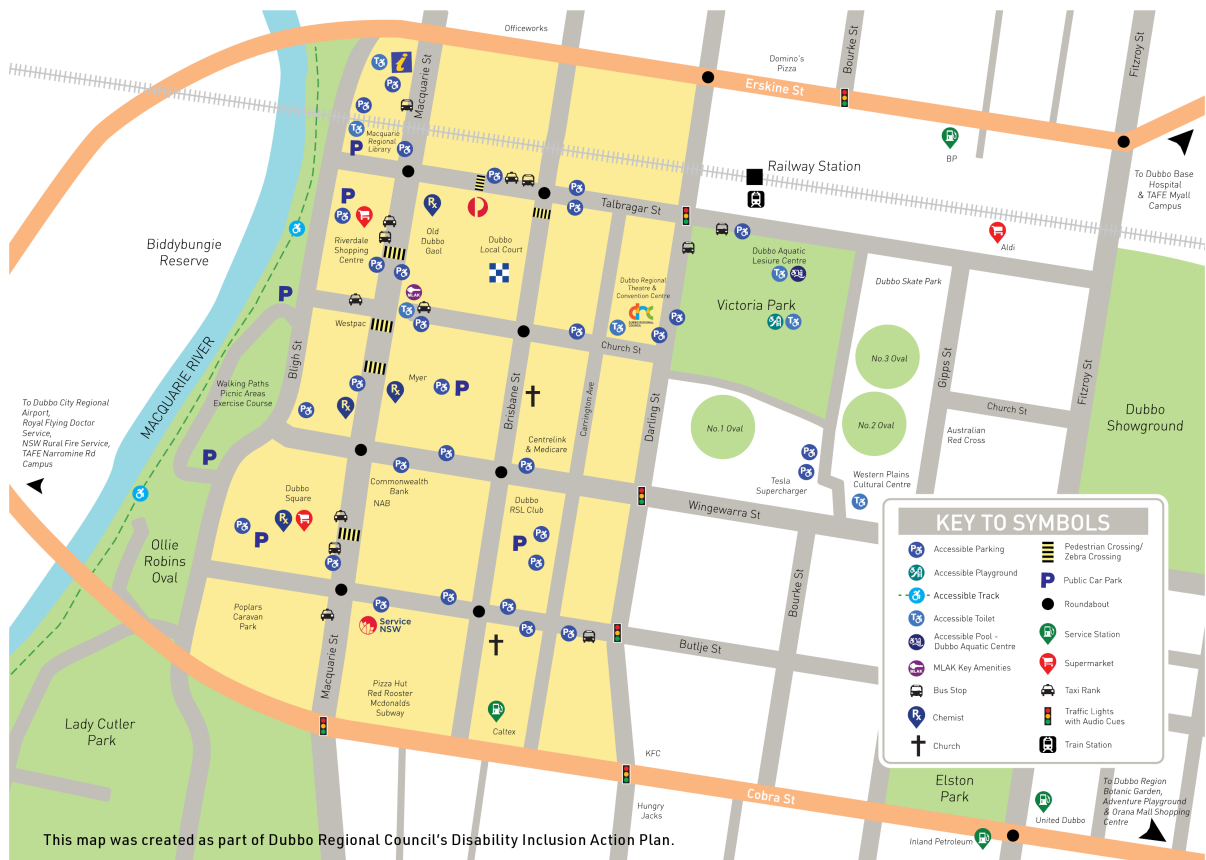 Officeworks
Macquarie St
Domino's
Pizza
Bourke St
Fitzroy St
Erskine St
BP
Macquarie
Regional
Library
Railway Station
To Dubbo Base
Hospital
& TAFE Myall
Campus
Talbragar St
Biddybungie
Reserve
Riverdale
Shopping
Centre
Old
Dubbo
Gaol
Dubbo
Local Court
Dubbo Aquatic
Lesiure Centre
Aldi
Dubbo Regional
Theatre &
Convention Centre
DUBBO REGIONAL
COUNCIL
Dubbo Skate Park
Victoria Park
MLAK
Westpac
Church St
Bligh St
MACQUARIE RIVER
Walking Paths
Picnic Areas
Exercise Course
Myer
Brisbane St
Carrington Ave
Darling St
No.3 Oval
Gipps St
Fitzroy St
Church St
No.1 Oval
No.2 Oval
Australian
Red Cross
Dubbo
Showground
To Dubbo City Regional
Airport,
Royal Flying Doctor
Service,
NSW Rural Fire Service,
TAFE Narromine Rd
Campus
Centrelink
& Medicare
Commonwealth
Bank
NAB
Tesla
Supercharger
Western Plains
Cultural Centre
Dubbo
Square
Dubbo
RSL Club
Wingewarra St
Ollie
Robins
Oval
Bourke St
Poplars
Caravan
Park
Service
NSW
Butlje St
Macquarie St
Pizza Hut
Red Rooster
Mcdonalds
Subway
Caltex
Lady Cutler
Park
KFC
Cobra St
Hungry
Jacks
Elston
Park
United Dubbo
Inland Petroleum
To Dubbo Region
Botanic Garden,
Adventure Playground
& Orana Mall Shopping
Centre
KEY TO SYMBOLS
Accessible Parking
Accessible Playground
Accessible Track
Accessible Toilet
Accessible Pool -
Dubbo Aquatic Centre
MLAK
MLAK Key Amenities
Bus Stop
Chemist
Church
Pedestrian Crossing/
Zebra Crossing
Public Car Park
Roundabout
Service Station
Supermarket
Taxi Rank
Traffic Lights
with Audio Cues
Train Station
This map was created as part of Dubbo Regional Council's Disability Inclusion Action Plan.